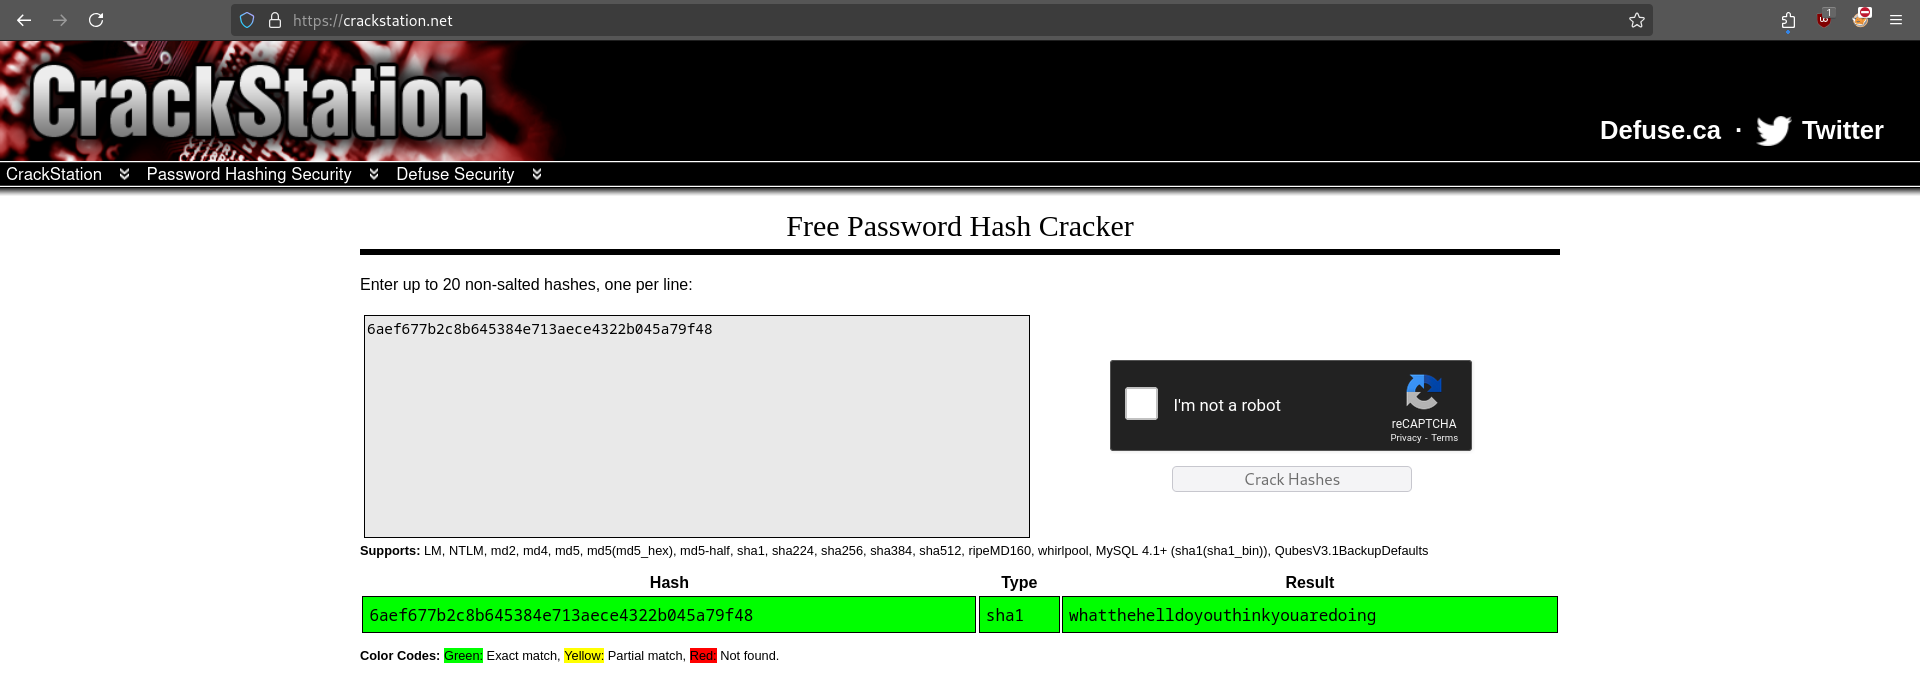 https://crackstation.net
1
CrackStation
Defuse.ca · Twitter
CrackStation Password Hashing Security Defuse Security
Free Password Hash Cracker
Enter up to 20 non-salted hashes, one per line:
6aef677b2c8b645384e713aece4322b045a79f48
I'm not a robot
reCAPTCHA
Privacy - Terms
Crack Hashes
Supports: LM, NTLM, md2, md4, md5, md5(md5_hex), md5-half, sha1, sha224, sha256, sha384, sha512, ripeMD160, whirlpool, MySQL 4.1+ (sha1(sha1_bin)), QubesV3.1BackupDefaults
Hash Type Result
6aef677b2c8b645384e713aece4322b045a79f48 sha1 whatthehelldoyouthinkyouaredoing
Color Codes: Green: Exact match, Yellow: Partial match, Red: Not found.